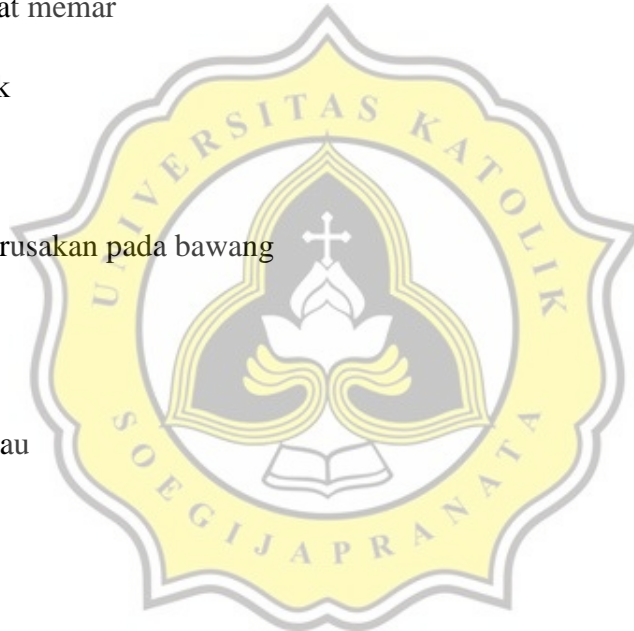 at memar
k
UNIVERSITAS KATOLIK
rusakan pada bawang
au
SOEGIJAPRANATA